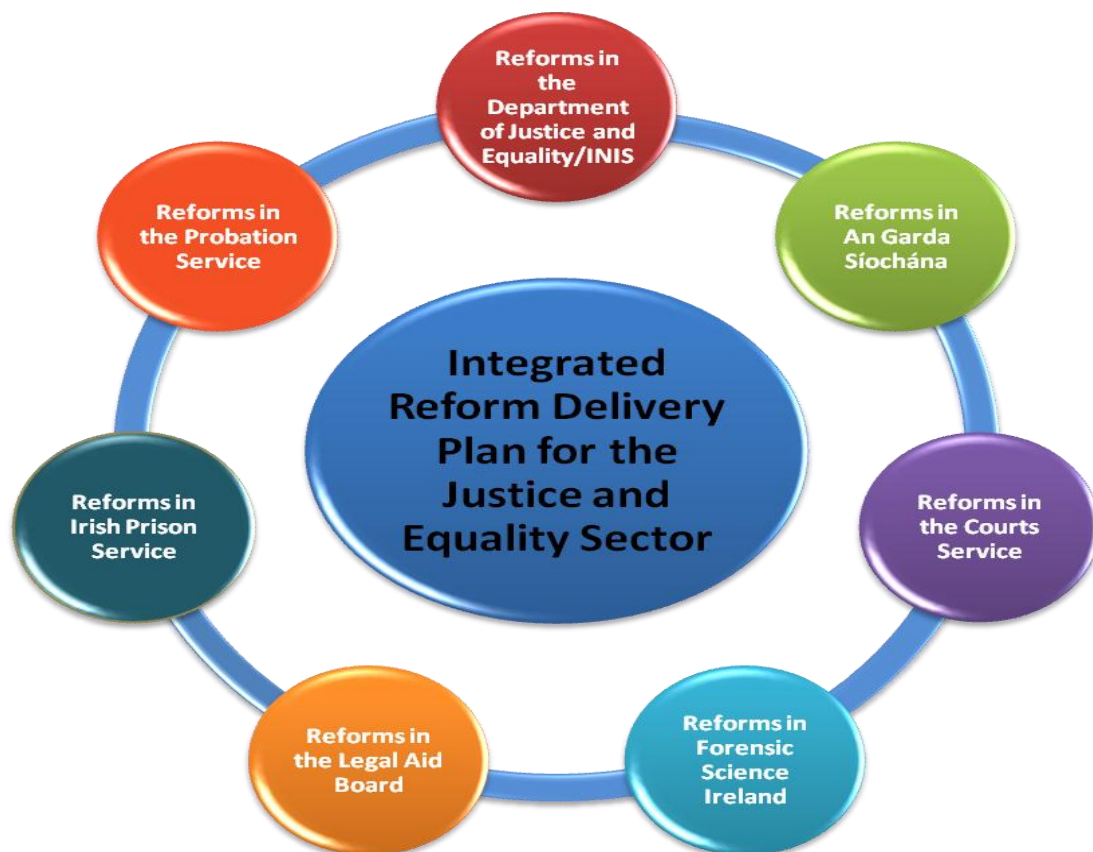 Reforms in
the
Department
of Justice and
Equality/INIS
Reforms in
the Probation
Service
Reforms in
An Garda
Síochána
Integrated
Reform Delivery
Plan for the
Justice and
Equality Sector
Reforms in
Irish Prison
Service
Reforms in
the Courts
Service
Reforms in
the Legal Aid
Board
Reforms in
Forensic
Science
Ireland